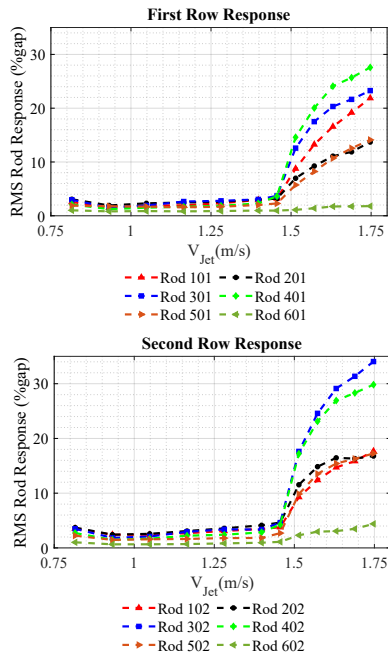 First Row Response
RMS Rod Response (%gap)
30
20
10
0
0.75 1 1.25 1.5 1.75
V_Jet(m/s)
Rod 101 Rod 201
Rod 301 Rod 401
Rod 501 Rod 601
Second Row Response
RMS Rod Response (%gap)
30
20
10
0
0.75 1 1.25 1.5 1.75
V_Jet(m/s)
Rod 102 Rod 202
Rod 302 Rod 402
Rod 502 Rod 602